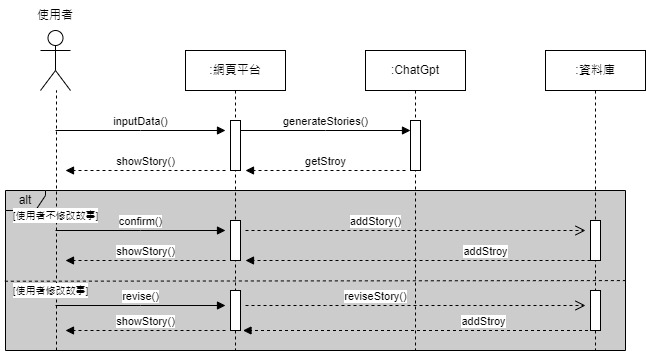 使用者
:網頁平台
:ChatGpt
:資料庫
inputData()
generateStories()
showStory()
getStroy
alt
[使用者不修改故事]
confirm()
addStory()
showStory()
addStroy
[使用者修改故事]
revise()
reviseStory()
showStory()
addStroy